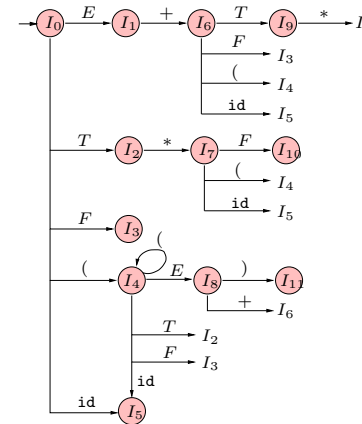 I₀ E I₁ + I₆ T I₉ * I
F I₃
( I₄
id I₅
T I₂ * I₇ F I₁₀
( I₄
id I₅
F I₃
(
( I₄ E I₈ ) I₁₁
+ I₆
T I₂
F I₃
id
id I₅